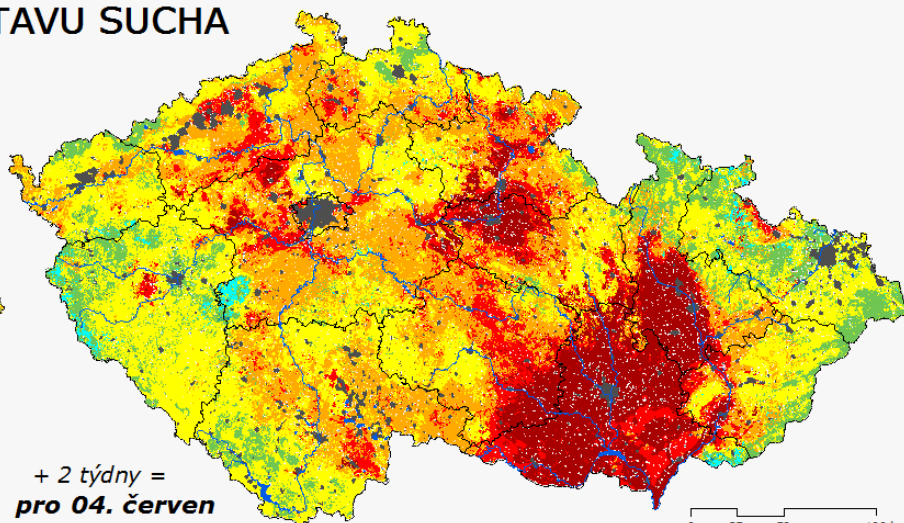 TAVU SUCHA
+ 2 týdny =
pro 04. červen